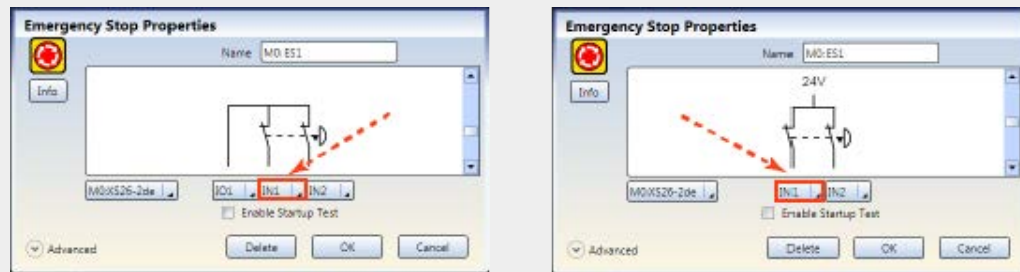 Emergency Stop Properties
Name M0:ES1
Info
M0:XS26-2de IO1 IN1 IN2
Enable Startup Test
Advanced Delete OK Cancel
Emergency Stop Properties
Name M0:ES1
24V
Info
M0:XS26-2de IN1 IN2
Enable Startup Test
Advanced Delete OK Cancel